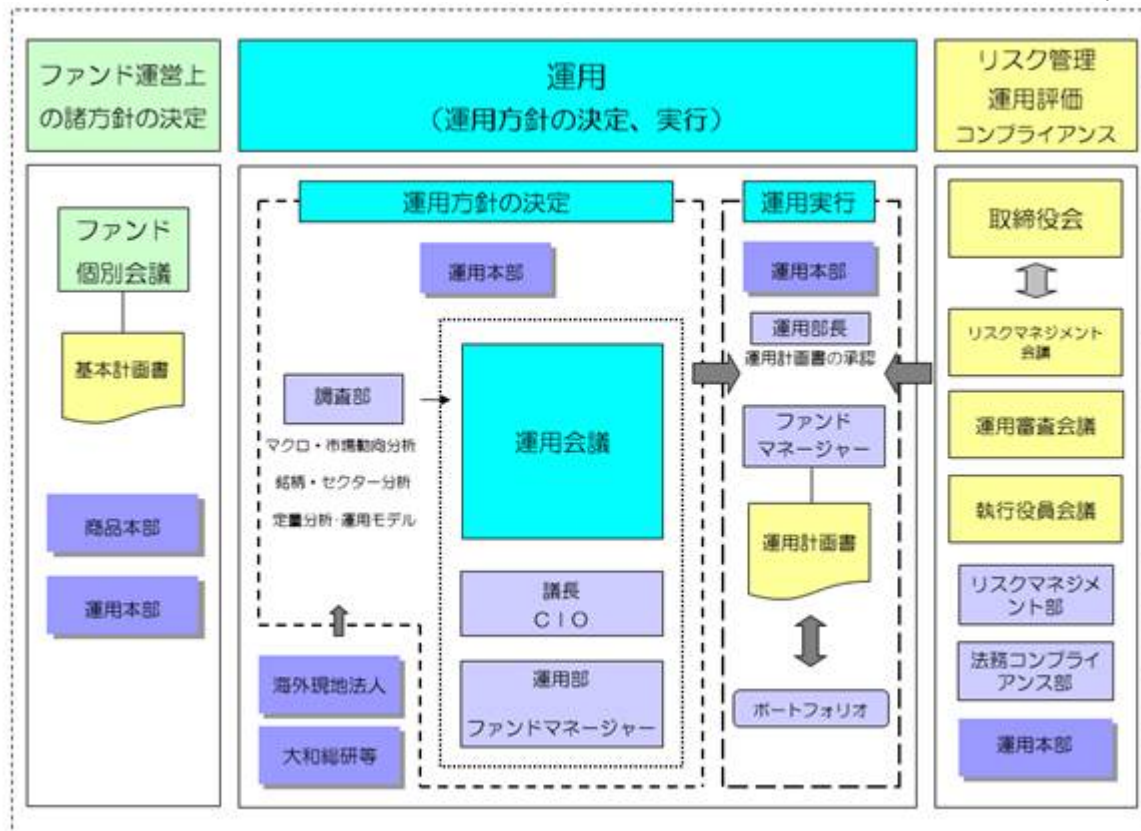 ファンド運営上
の諸方針の決定
運用
（運用方針の決定、実行）
リスク管理
運用評価
コンプライアンス
ファンド
個別会議
基本計画書
商品本部
運用本部
運用方針の決定
運用本部
調査部
マクロ・市場動向分析
銘柄・セクター分析
定量分析・運用モデル
海外現地法人
大和総研等
運用会議
議長
ＣＩＯ
運用部
ファンドマネージャー
運用実行
運用本部
運用部長
運用計画書の承認
ファンド
マネージャー
運用計画書
ポートフォリオ
取締役会
リスクマネジメント
会議
運用審査会議
執行役員会議
リスクマネジメ
ント部
法務コンプライ
アンス部
運用本部